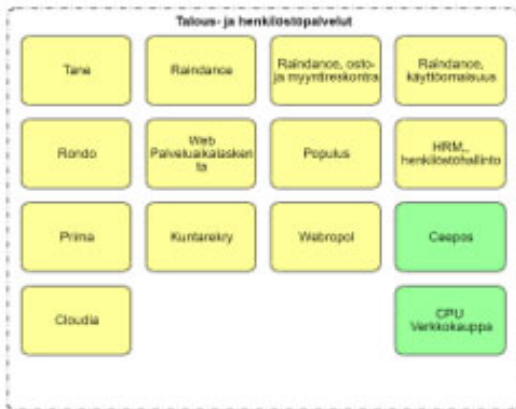 Talous- ja henkilöstöpalvelut
Tane
Raindance
Raindance, osto-
ja myyntireskontra
Raindance,
käyttöomaisuus
Rondo
Web
Palveluaikalasken
ta
Populus
HRM,
henkilöstöhallinto
Prima
Kuntarekry
Webropol
Ceepos
Cloudia
CPU
Verkkokauppa